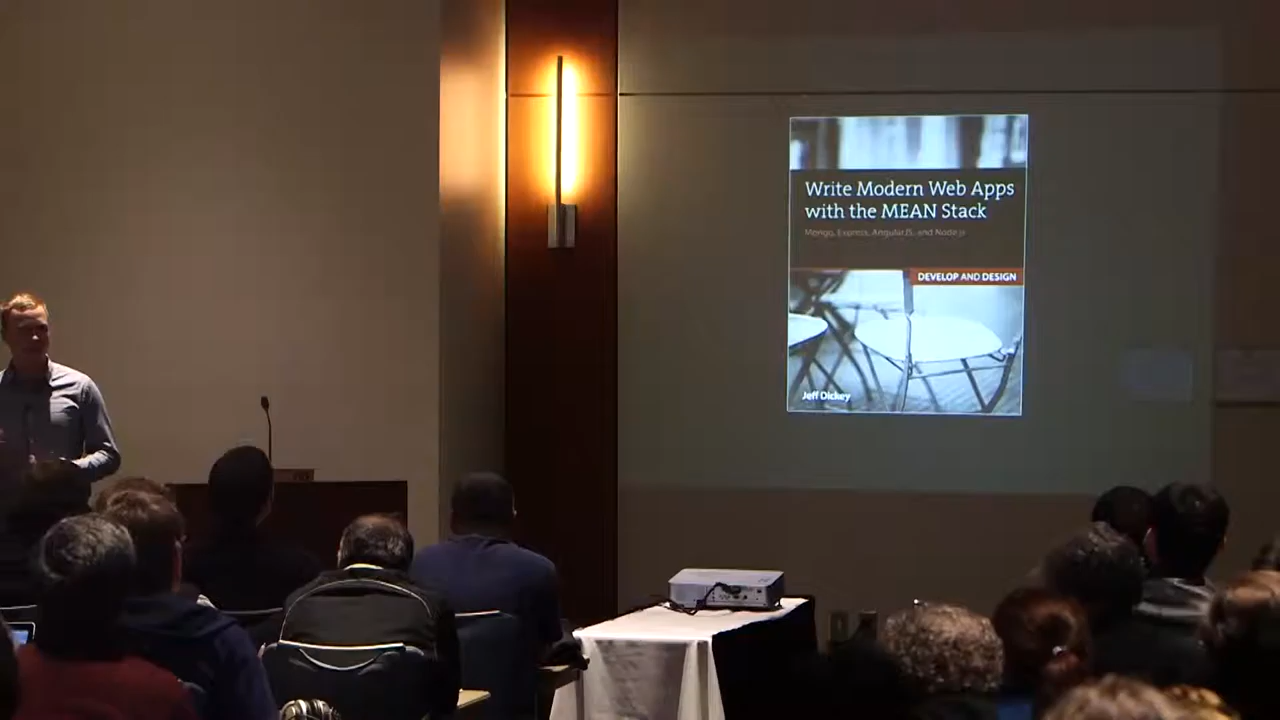 Write Modern Web Apps
with the MEAN Stack
Mongo, Express, AngularJS, and Node.js
DEVELOP AND DESIGN
Jeff Dickey